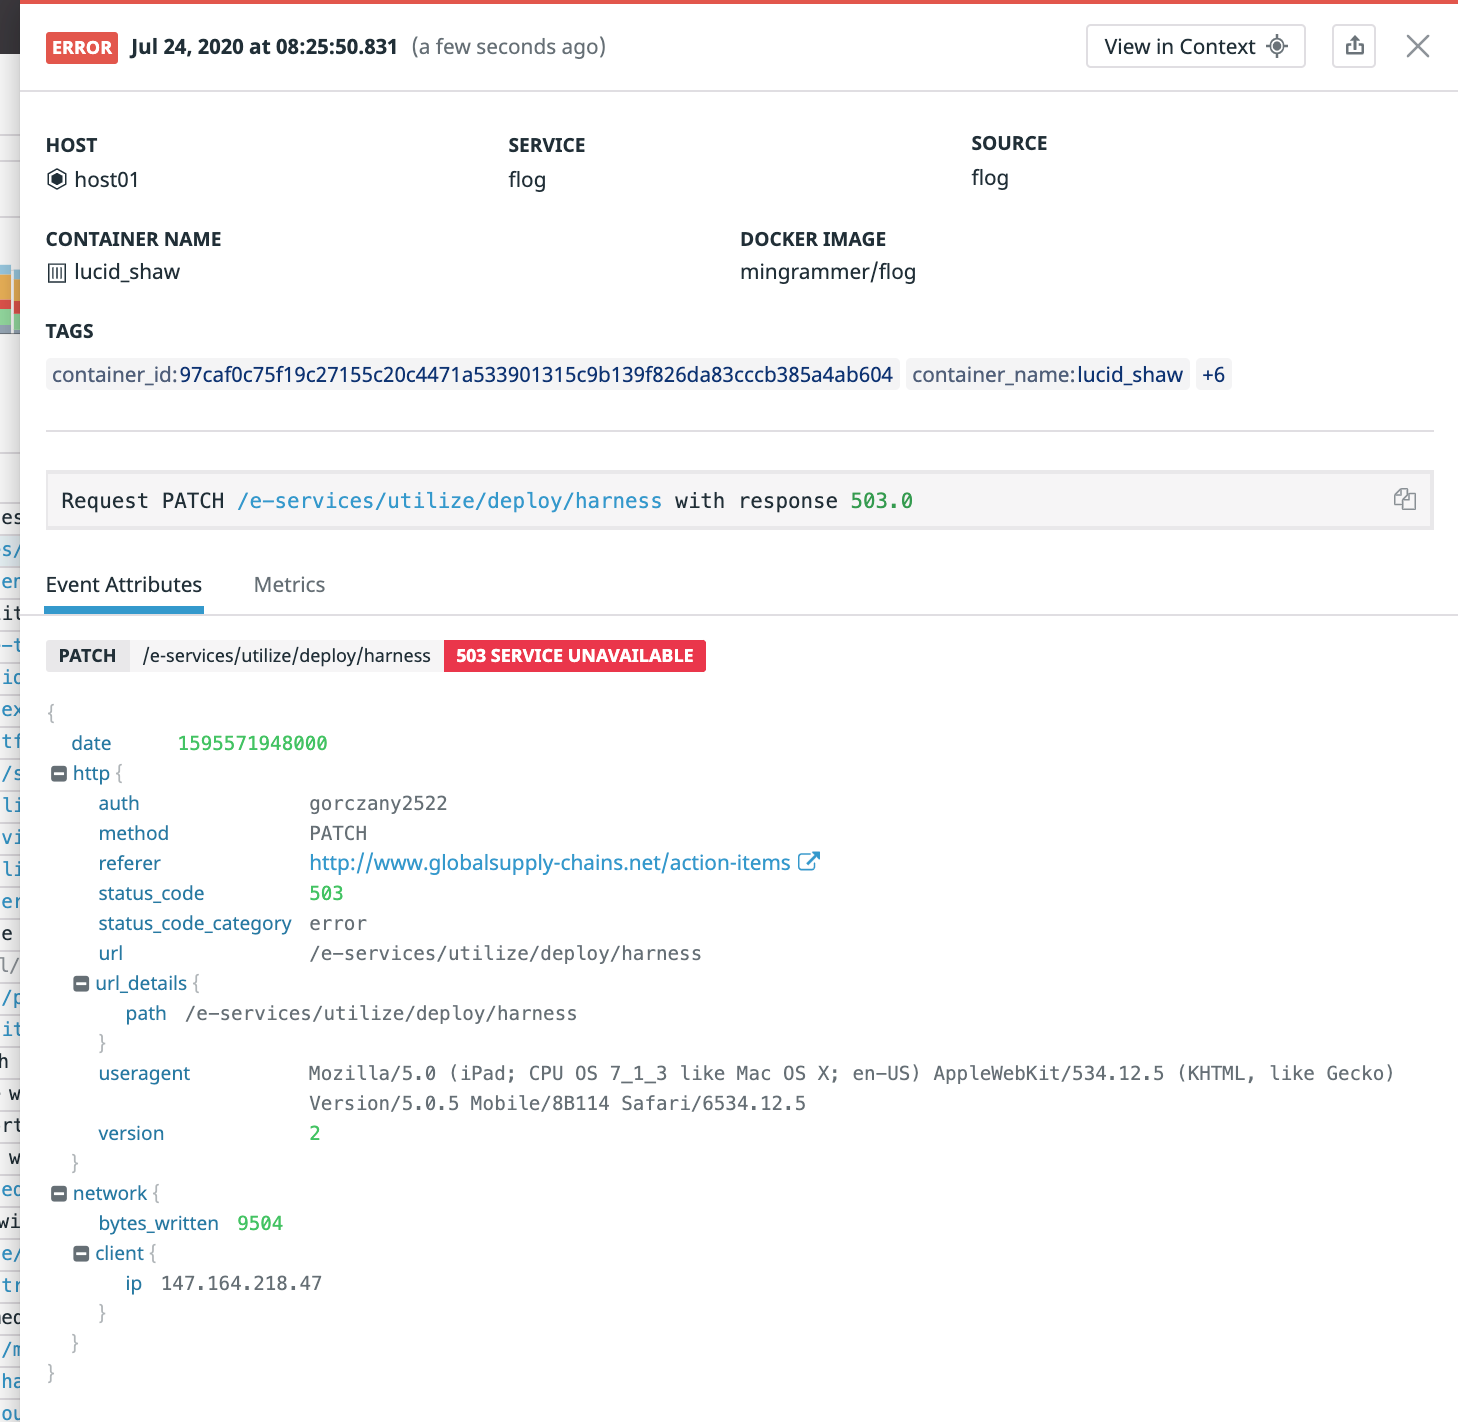 ERROR Jul 24, 2020 at 08:25:50.831 (a few seconds ago) View in Context
HOST SERVICE SOURCE
host01 flog flog
CONTAINER NAME DOCKER IMAGE
lucid_shaw mingrammer/flog
TAGS
container_id:97caf0c75f19c27155c20c4471a533901315c9b139f826da83cccb385a4ab604 container_name:lucid_shaw +6
Request PATCH /e-services/utilize/deploy/harness with response 503.0
Event Attributes Metrics
PATCH /e-services/utilize/deploy/harness 503 SERVICE UNAVAILABLE
{
date 1595571948000
http {
auth gorczany2522
method PATCH
referer http://www.globalsupply-chains.net/action-items
status_code 503
status_code_category error
url /e-services/utilize/deploy/harness
url_details {
path /e-services/utilize/deploy/harness
}
useragent Mozilla/5.0 (iPad; CPU OS 7_1_3 like Mac OS X; en-US) AppleWebKit/534.12.5 (KHTML, like Gecko)
Version/5.0.5 Mobile/8B114 Safari/6534.12.5
version 2
}
network {
bytes_written 9504
client {
ip 147.164.218.47
}
}
}